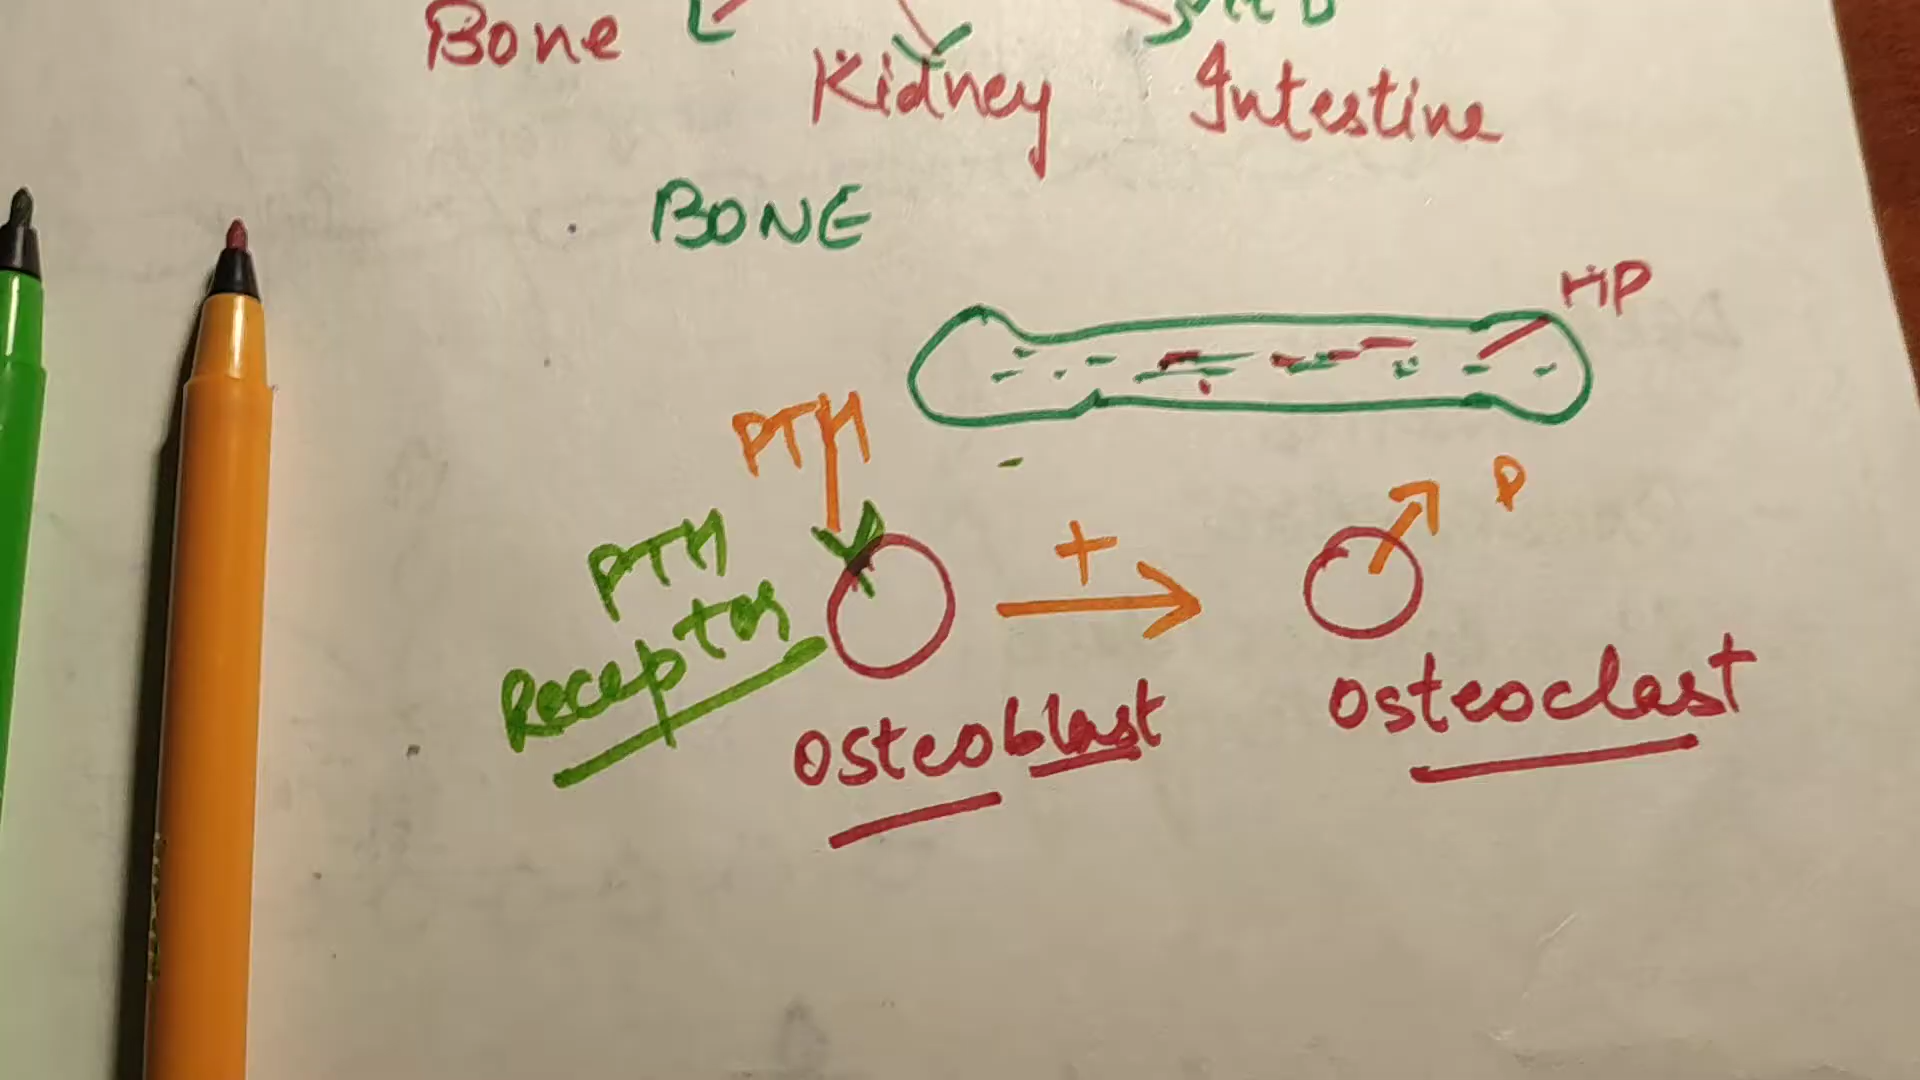 Bone
Kidney
Intestine
BONE
HP
PTH
P
PTH
Receptor
+
Osteoblast
Osteoclast